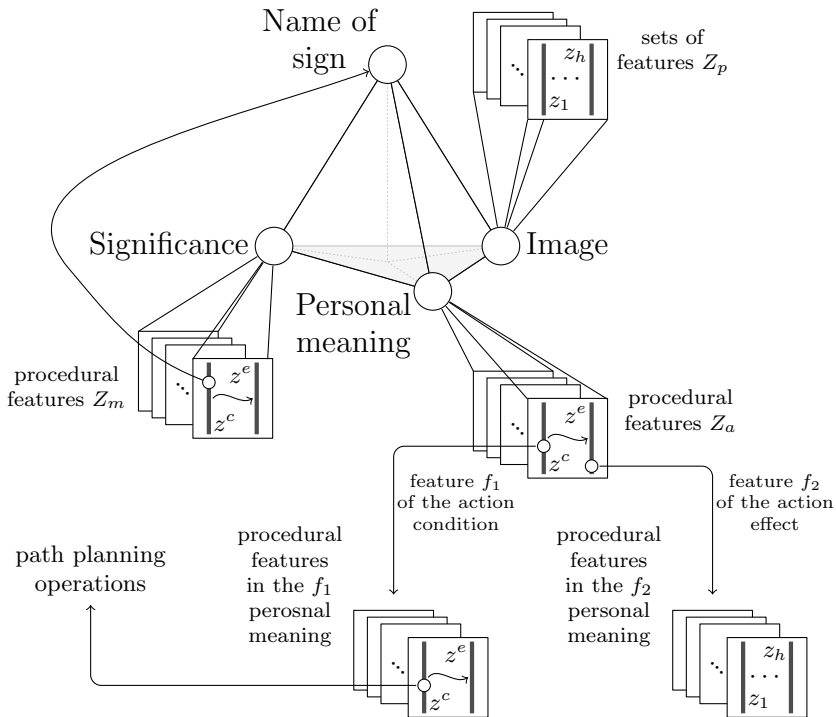 Name of
sign
sets of
features Z_p
z_h
...
z_1
Significance
Image
Personal
meaning
procedural
features Z_m
z^e
z^c
procedural
features Z_a
z^e
z^c
feature f_1
of the action
condition
feature f_2
of the action
effect
path planning
operations
procedural
features
in the f_1
perosnal
meaning
procedural
features
in the f_2
personal
meaning
z^e
z^c
z_h
...
z_1